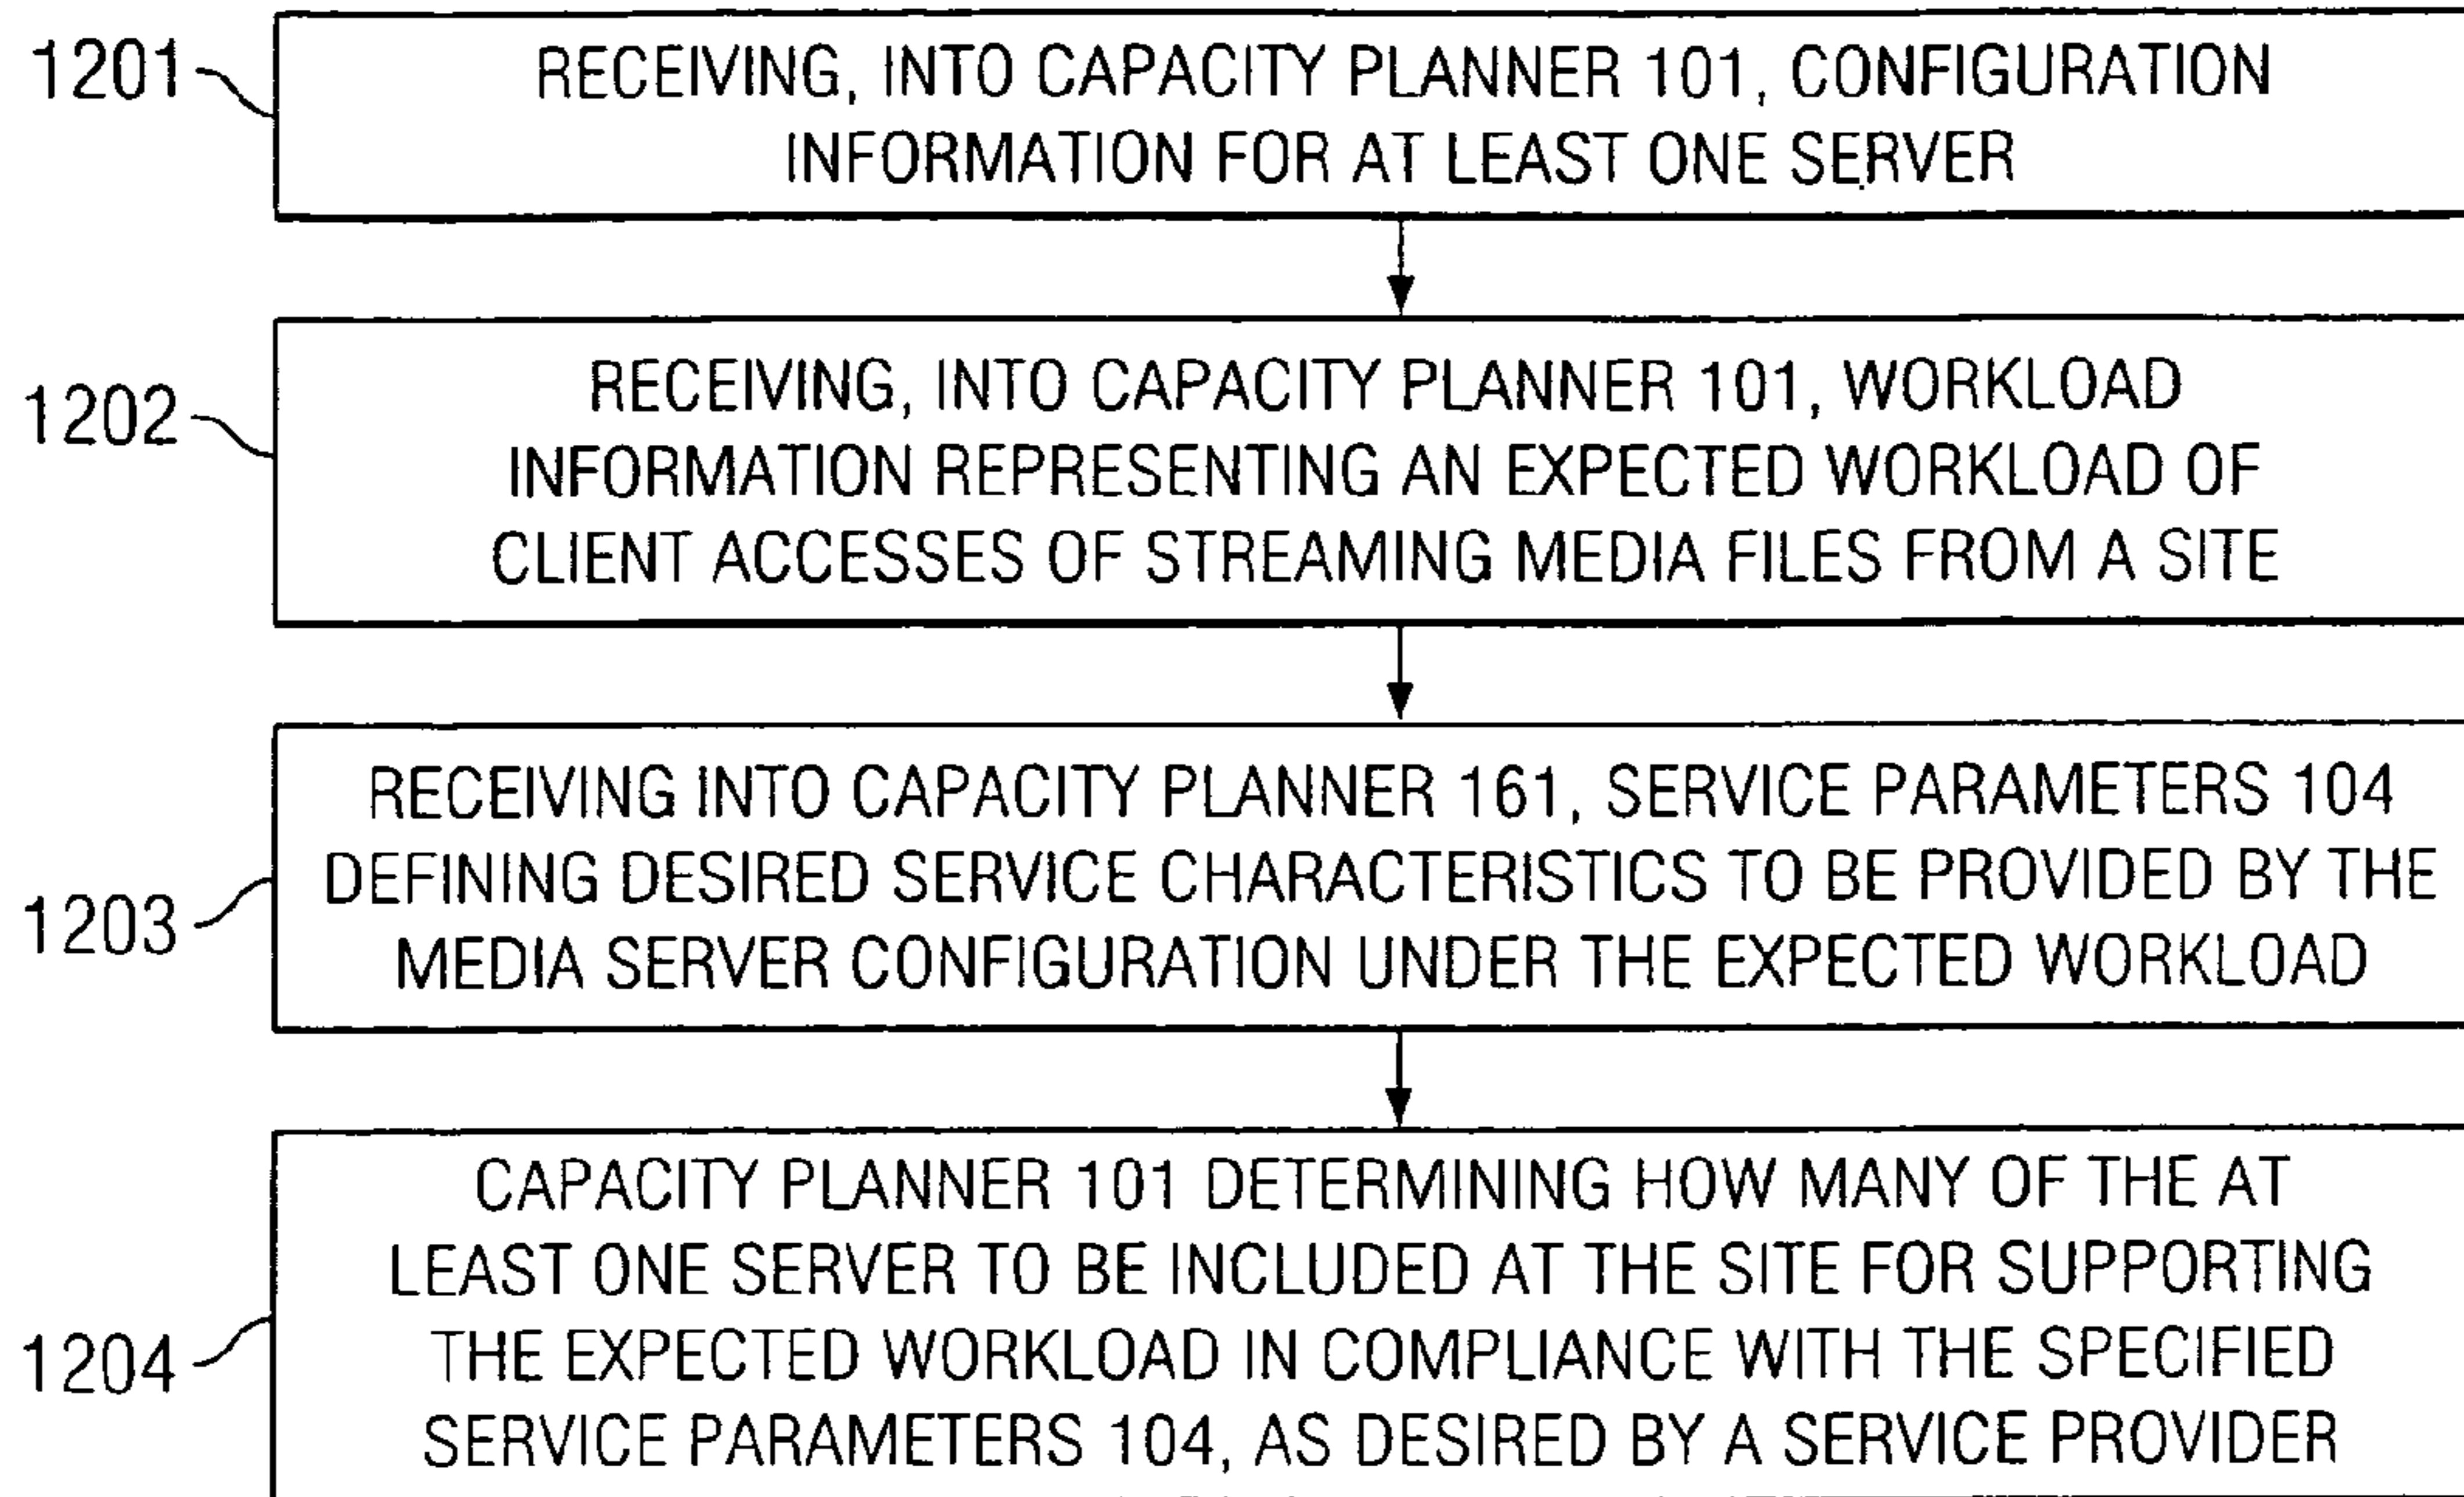 1201
RECEIVING, INTO CAPACITY PLANNER 101, CONFIGURATION
INFORMATION FOR AT LEAST ONE SERVER
1202
RECEIVING, INTO CAPACITY PLANNER 101, WORKLOAD
INFORMATION REPRESENTING AN EXPECTED WORKLOAD OF
CLIENT ACCESSES OF STREAMING MEDIA FILES FROM A SITE
1203
RECEIVING INTO CAPACITY PLANNER 161, SERVICE PARAMETERS 104
DEFINING DESIRED SERVICE CHARACTERISTICS TO BE PROVIDED BY THE
MEDIA SERVER CONFIGURATION UNDER THE EXPECTED WORKLOAD
1204
CAPACITY PLANNER 101 DETERMINING HOW MANY OF THE AT
LEAST ONE SERVER TO BE INCLUDED AT THE SITE FOR SUPPORTING
THE EXPECTED WORKLOAD IN COMPLIANCE WITH THE SPECIFIED
SERVICE PARAMETERS 104, AS DESIRED BY A SERVICE PROVIDER